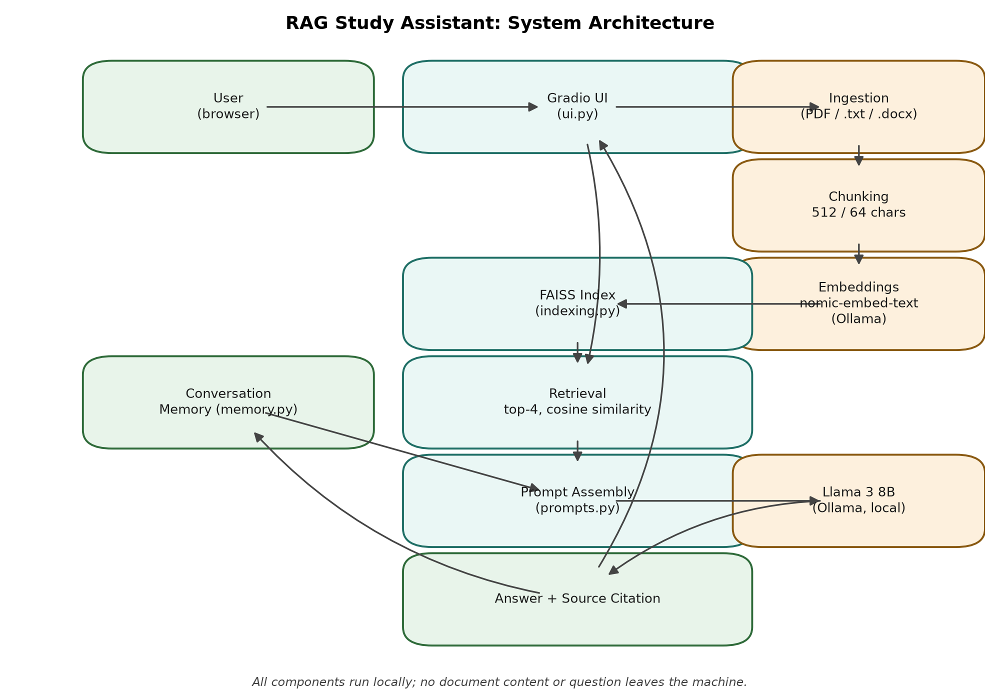 RAG Study Assistant: System Architecture
User
(browser)
Gradio UI
(ui.py)
Ingestion
(PDF / .txt / .docx)
Chunking
512 / 64 chars
FAISS Index
(indexing.py)
Embeddings
nomic-embed-text
(Ollama)
Conversation
Memory (memory.py)
Retrieval
top-4, cosine similarity
Prompt Assembly
(prompts.py)
Llama 3 8B
(Ollama, local)
Answer + Source Citation
All components run locally; no document content or question leaves the machine.